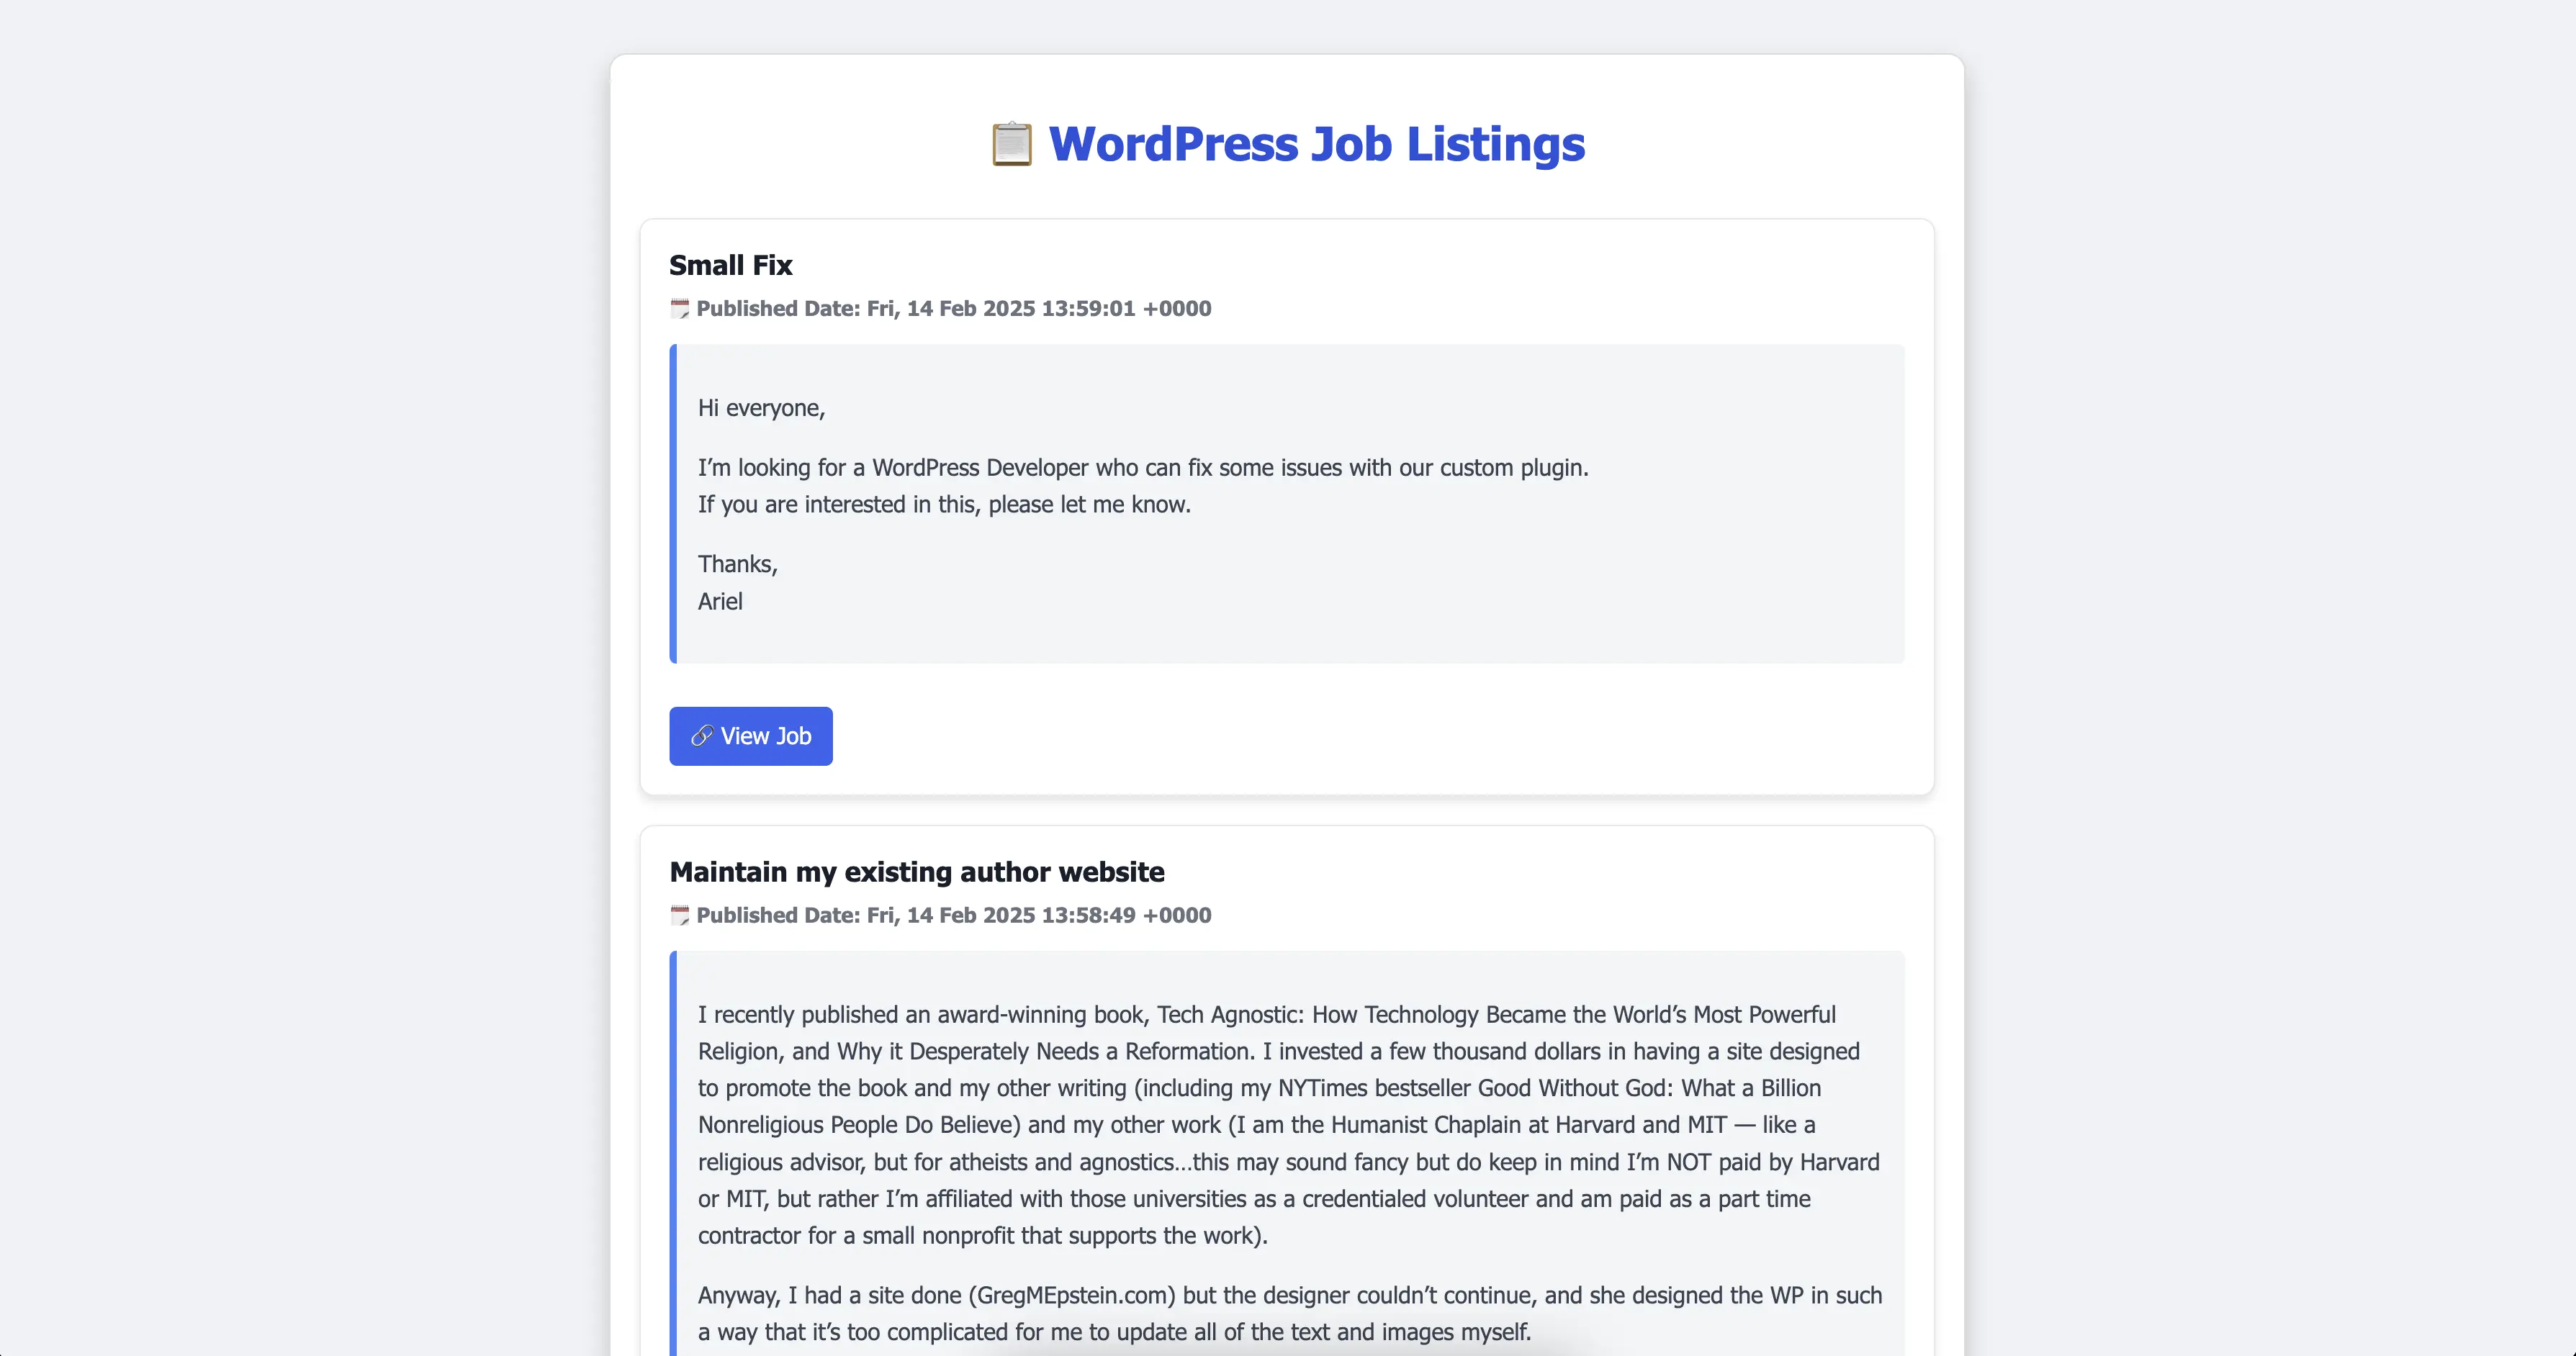 WordPress Job Listings
Small Fix
Published Date: Fri, 14 Feb 2025 13:59:01 +0000
Hi everyone,
I’m looking for a WordPress Developer who can fix some issues with our custom plugin.
If you are interested in this, please let me know.
Thanks,
Ariel
View Job
Maintain my existing author website
Published Date: Fri, 14 Feb 2025 13:58:49 +0000
I recently published an award-winning book, Tech Agnostic: How Technology Became the World’s Most Powerful
Religion, and Why it Desperately Needs a Reformation. I invested a few thousand dollars in having a site designed
to promote the book and my other writing (including my NYTimes bestseller Good Without God: What a Billion
Nonreligious People Do Believe) and my other work (I am the Humanist Chaplain at Harvard and MIT — like a
religious advisor, but for atheists and agnostics…this may sound fancy but do keep in mind I’m NOT paid by Harvard
or MIT, but rather I’m affiliated with those universities as a credentialed volunteer and am paid as a part time
contractor for a small nonprofit that supports the work).
Anyway, I had a site done (GregMEpstein.com) but the designer couldn’t continue, and she designed the WP in such
a way that it’s too complicated for me to update all of the text and images myself.